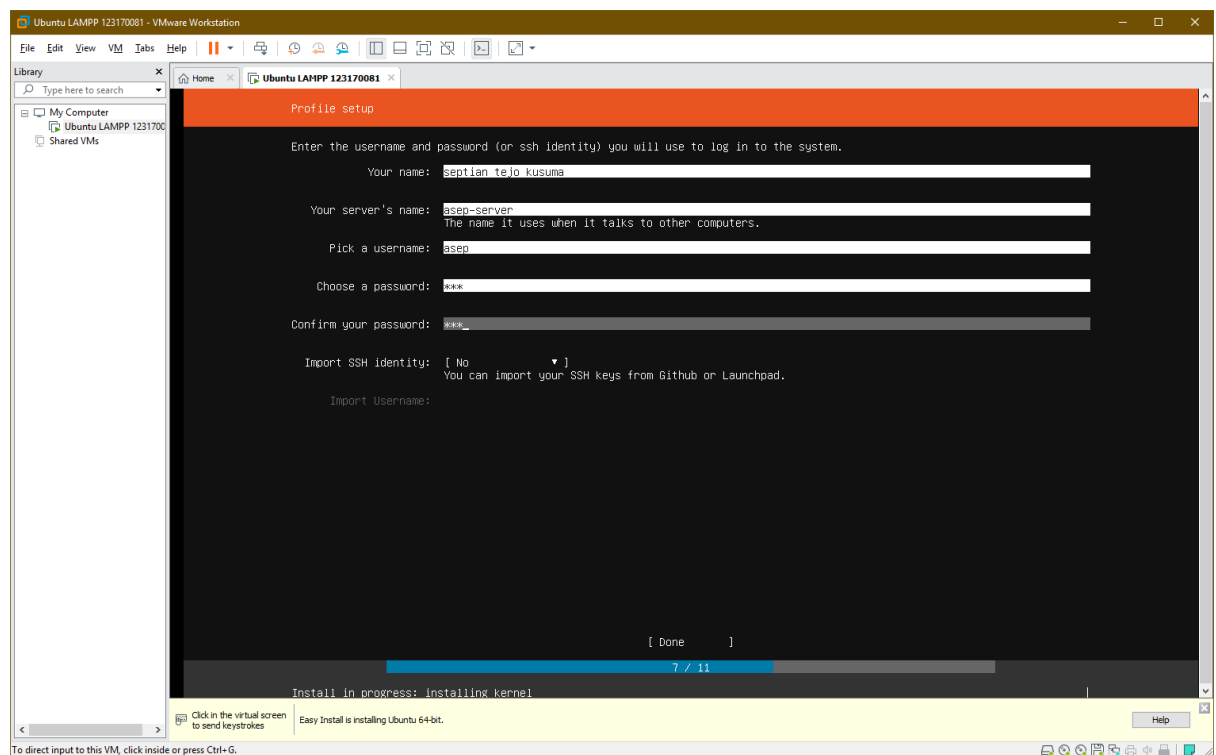 Ubuntu LAMPP 123170081 - VMware Workstation
File Edit View VM Tabs Help
Library
Type here to search
Home
Ubuntu LAMPP 123170081
My Computer
Ubuntu LAMPP 1231700
Shared VMs
Profile setup
Enter the username and password (or ssh identity) you will use to log in to the system.
Your name: septian tejo kusuma
Your server's name: asep-server
The name it uses when it talks to other computers.
Pick a username: asep
Choose a password: ***
Confirm your password: ***_
Import SSH identity: [ No ▼ ]
You can import your SSH keys from Github or Launchpad.
Import Username:
[ Done ]
7 / 11
Install in progress: installing kernel
Click in the virtual screen
to send keystrokes
Easy Install is installing Ubuntu 64-bit.
Help
To direct input to this VM, click inside or press Ctrl+G.